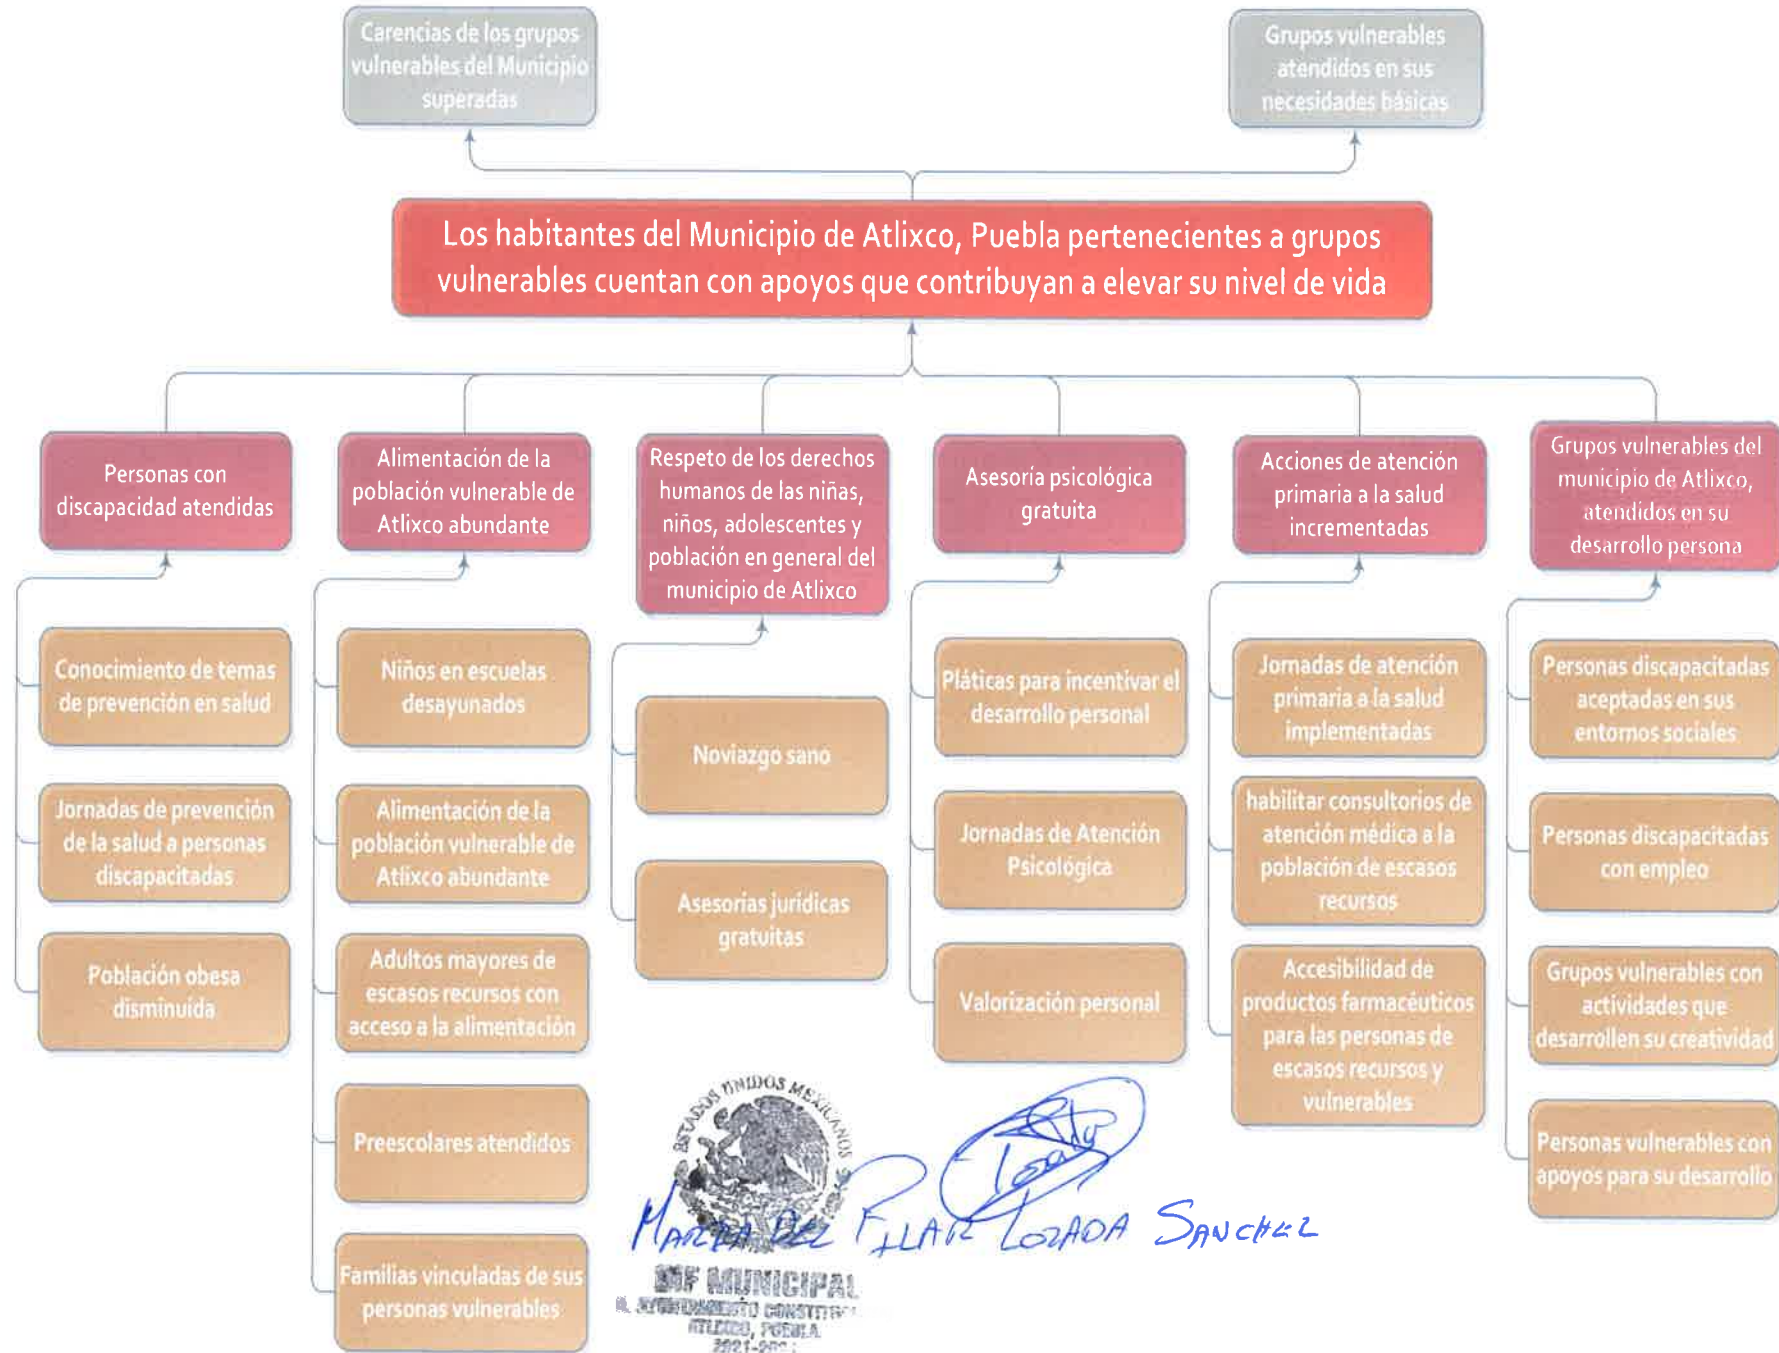 Carencias de los grupos
vulnerables del Municipio
superadas
Grupos vulnerables
atendidos en sus
necesidades básicas
Los habitantes del Municipio de Atlixco, Puebla pertenecientes a grupos
vulnerables cuentan con apoyos que contribuyan a elevar su nivel de vida
Personas con
discapacidad atendidas
Conocimiento de temas
de prevención en salud
Jornadas de prevención
de la salud a personas
discapacitadas
Población obesa
disminuida
Alimentación de la
población vulnerable de
Atlixco abundante
Niños en escuelas
desayunados
Alimentación de la
población vulnerable de
Atlixco abundante
Adultos mayores de
escasos recursos con
acceso a la alimentación
Preescolares atendidos
Familias vinculadas de sus
personas vulnerables
Respeto de los derechos
humanos de las niñas,
niños, adolescentes y
población en general del
municipio de Atlixco
Noviazgo sano
Asesorías jurídicas
gratuitas
Asesoría psicológica
gratuita
Pláticas para incentivar el
desarrollo personal
Jornadas de Atención
Psicológica
Valorización personal
Acciones de atención
primaria a la salud
incrementadas
Jornadas de atención
primaria a la salud
implementadas
habilitar consultorios de
atención médica a la
población de escasos
recursos
Accesibilidad de
productos farmacéuticos
para las personas de
escasos recursos y
vulnerables
Grupos vulnerables del
municipio de Atlixco,
atendidos en su
desarrollo persona
Personas discapacitadas
aceptadas en sus
entornos sociales
Personas discapacitadas
con empleo
Grupos vulnerables con
actividades que
desarrollen su creatividad
Personas vulnerables con
apoyos para su desarrollo
ESTADOS UNIDOS MEXICANOS
MARIA DEL PILAR LOZADA SANCHEZ
DIF MUNICIPAL
H. AYUNTAMIENTO
ATLIXCO, PUEBLA